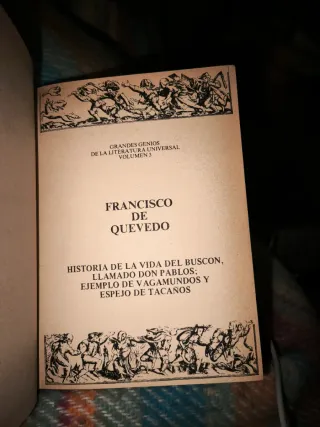 GRANDES GENIOS
DE LA LITERATURA UNIVERSAL
VOLUMEN 3
FRANCISCO
DE
QUEVEDO
HISTORIA DE LA VIDA DEL BUSCON,
LLAMADO DON PABLOS;
EJEMPLO DE VAGAMUNDOS Y
ESPEJO DE TACAÑOS